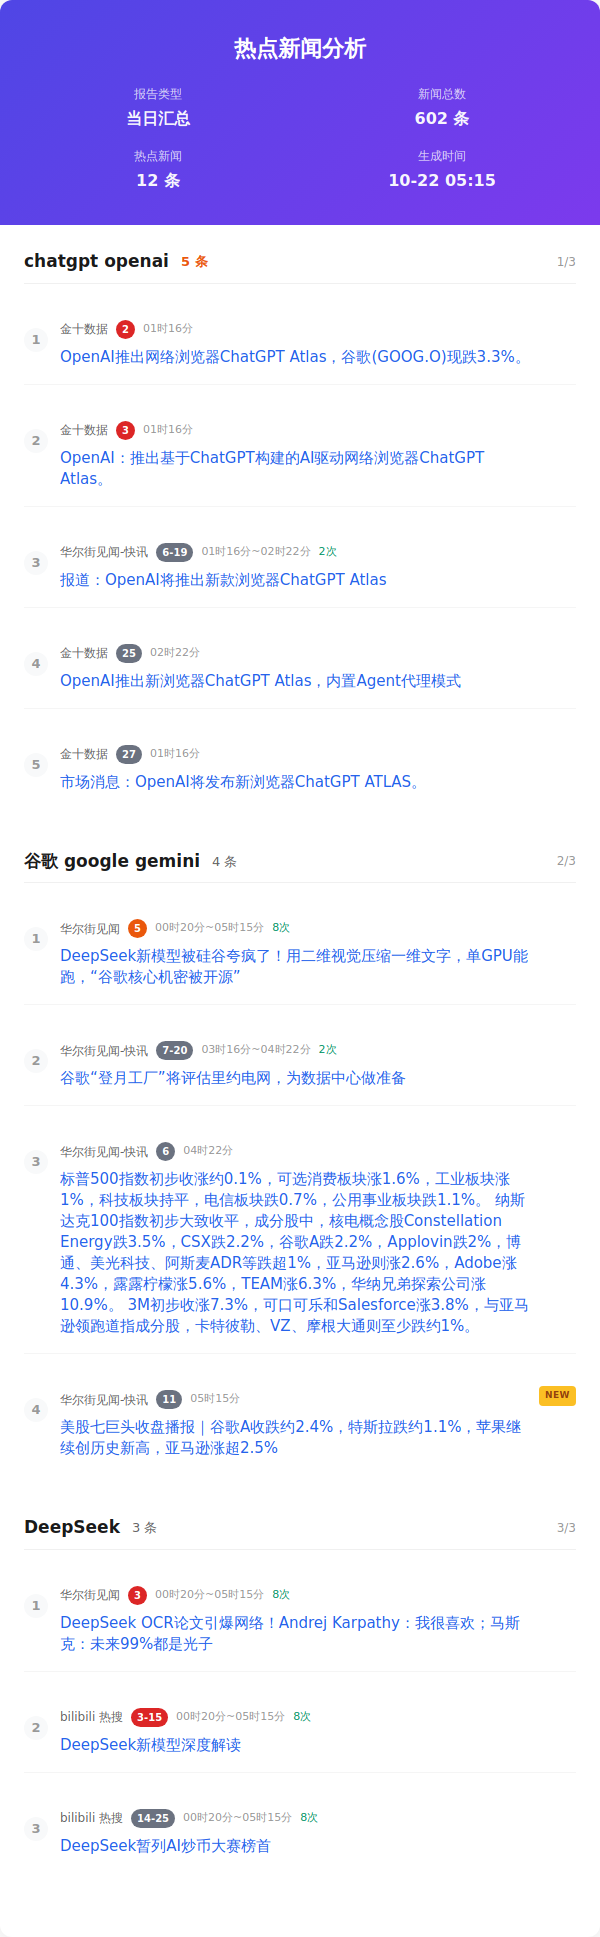 热点新闻分析
报告类型
新闻总数
当日汇总
602 条
热点新闻
生成时间
12 条
10-22 05:15
chatgpt openai 5 条 1/3
1
金十数据 2 01时16分
OpenAI推出网络浏览器ChatGPT Atlas，谷歌(GOOG.O)现跌3.3%。
2
金十数据 3 01时16分
OpenAI：推出基于ChatGPT构建的AI驱动网络浏览器ChatGPT
Atlas。
3
华尔街见闻-快讯 6-19 01时16分~02时22分 2次
报道：OpenAI将推出新款浏览器ChatGPT Atlas
4
金十数据 25 02时22分
OpenAI推出新浏览器ChatGPT Atlas，内置Agent代理模式
5
金十数据 27 01时16分
市场消息：OpenAI将发布新浏览器ChatGPT ATLAS。
谷歌 google gemini 4 条 2/3
1
华尔街见闻 5 00时20分~05时15分 8次
DeepSeek新模型被硅谷夸疯了！用二维视觉压缩一维文字，单GPU能
跑，“谷歌核心机密被开源”
2
华尔街见闻-快讯 7-20 03时16分~04时22分 2次
谷歌“登月工厂”将评估里约电网，为数据中心做准备
3
华尔街见闻-快讯 6 04时22分
标普500指数初步收涨约0.1%，可选消费板块涨1.6%，工业板块涨
1%，科技板块持平，电信板块跌0.7%，公用事业板块跌1.1%。 纳斯
达克100指数初步大致收平，成分股中，核电概念股Constellation
Energy跌3.5%，CSX跌2.2%，谷歌A跌2.2%，Applovin跌2%，博
通、美光科技、阿斯麦ADR等跌超1%，亚马逊则涨2.6%，Adobe涨
4.3%，露露柠檬涨5.6%，TEAM涨6.3%，华纳兄弟探索公司涨
10.9%。 3M初步收涨7.3%，可口可乐和Salesforce涨3.8%，与亚马
逊领跑道指成分股，卡特彼勒、VZ、摩根大通则至少跌约1%。
4
华尔街见闻-快讯 11 05时15分 NEW
美股七巨头收盘播报｜谷歌A收跌约2.4%，特斯拉跌约1.1%，苹果继
续创历史新高，亚马逊涨超2.5%
DeepSeek 3 条 3/3
1
华尔街见闻 3 00时20分~05时15分 8次
DeepSeek OCR论文引爆网络！Andrej Karpathy：我很喜欢；马斯
克：未来99%都是光子
2
bilibili 热搜 3-15 00时20分~05时15分 8次
DeepSeek新模型深度解读
3
bilibili 热搜 14-25 00时20分~05时15分 8次
DeepSeek暂列AI炒币大赛榜首